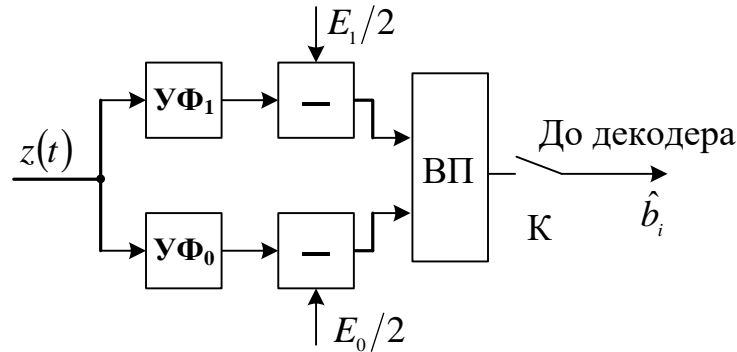 E₁/2
УФ₁
–
z(t)
ВП
До декодера
К
b̂ᵢ
УФ₀
–
E₀/2